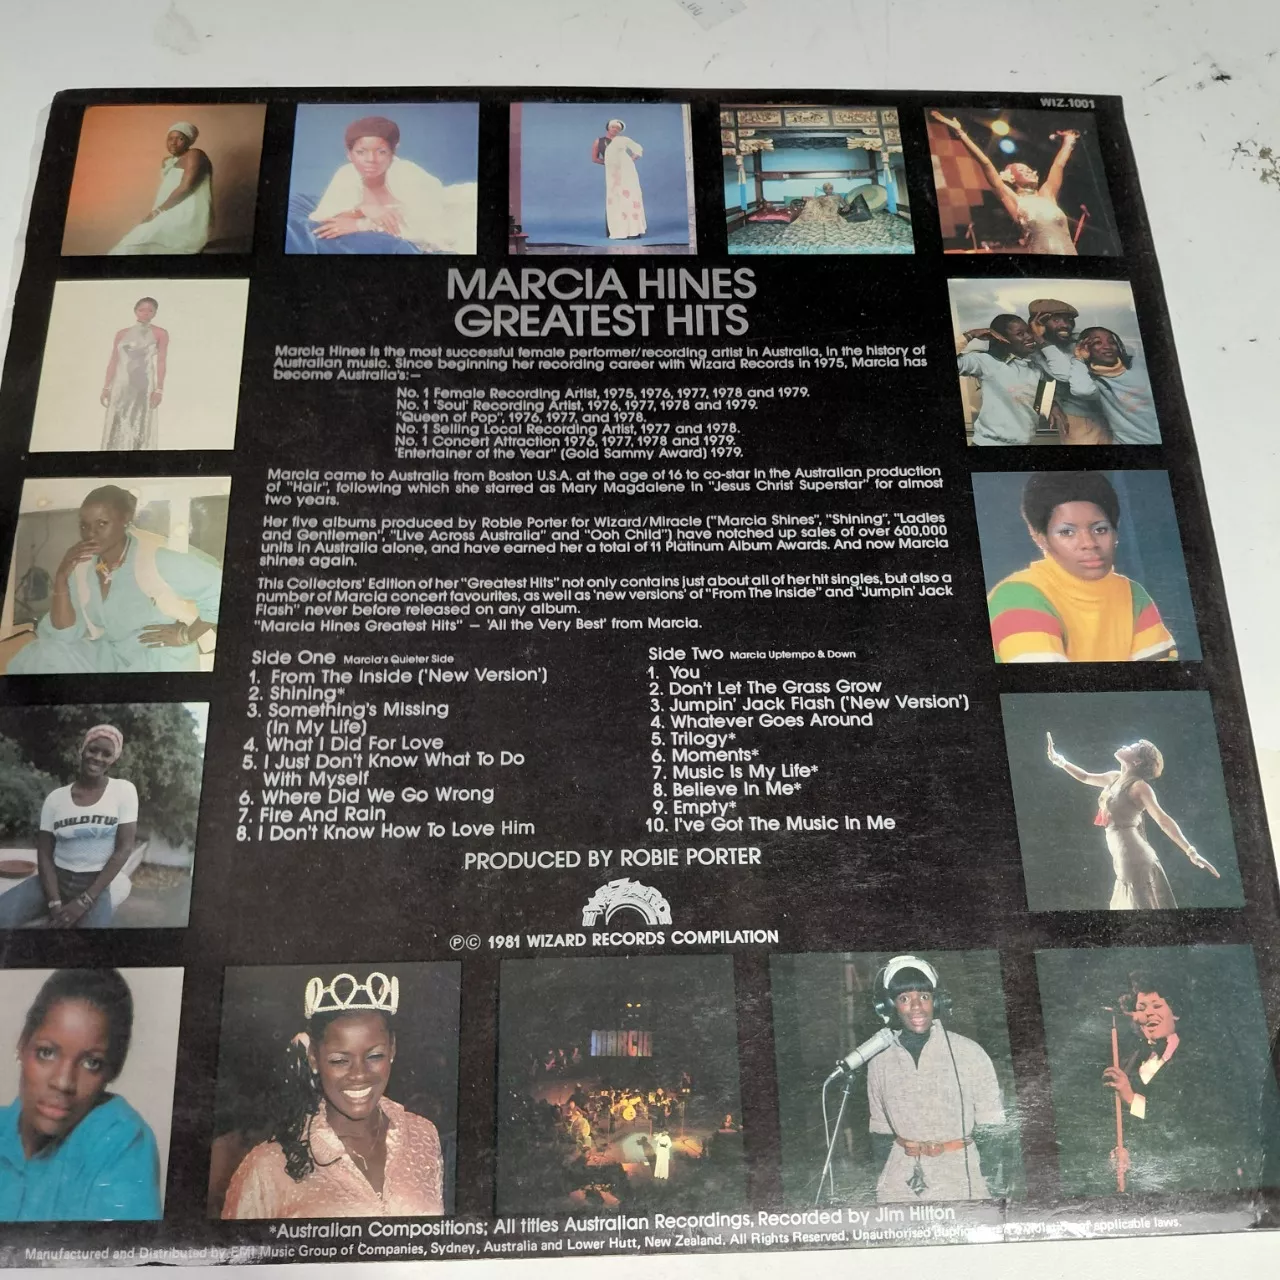 WIZ.1001
MARCIA HINES
GREATEST HITS
Marcia Hines is the most successful female performer/recording artist in Australia, in the history of
Australian music. Since beginning her recording career with Wizard Records in 1975, Marcia has
become Australia's:—
No. 1 Female Recording Artist, 1975, 1976, 1977, 1978 and 1979.
No. 1 'Soul' Recording Artist, 1976, 1977, 1978 and 1979.
"Queen of Pop", 1976, 1977, and 1978.
No. 1 Selling Local Recording Artist, 1977 and 1978.
No. 1 Concert Attraction 1976, 1977, 1978 and 1979.
'Entertainer of the Year" (Gold Sammy Award) 1979.
Marcia came to Australia from Boston U.S.A. at the age of 16 to co-star in the Australian production
of "Hair", following which she starred as Mary Magdalene in "Jesus Christ Superstar" for almost
two years.
Her five albums produced by Robie Porter for Wizard/Miracle ("Marcia Shines", "Shining", "Ladies
and Gentlemen", "Live Across Australia" and "Ooh Child") have notched up sales of over 600,000
units in Australia alone, and have earned her a total of 11 Platinum Album Awards. And now Marcia
shines again.
This Collectors' Edition of her "Greatest Hits" not only contains just about all of her hit singles, but also a
number of Marcia concert favourites, as well as 'new versions' of "From The Inside" and "Jumpin' Jack
Flash" never before released on any album.
"Marcia Hines Greatest Hits" — 'All the Very Best' from Marcia.
Side One Marcia's Quieter Side
1. From The Inside ('New Version')
2. Shining*
3. Something's Missing
(In My Life)
4. What I Did For Love
5. I Just Don't Know What To Do
With Myself
6. Where Did We Go Wrong
7. Fire And Rain
8. I Don't Know How To Love Him
Side Two Marcia Uptempo & Down
1. You
2. Don't Let The Grass Grow
3. Jumpin' Jack Flash ('New Version')
4. Whatever Goes Around
5. Trilogy*
6. Moments*
7. Music Is My Life*
8. Believe In Me*
9. Empty*
10. I've Got The Music In Me
BUILD IT UP
PRODUCED BY ROBIE PORTER
ⓅⒸ 1981 WIZARD RECORDS COMPILATION
MARCIA
*Australian Compositions; All titles Australian Recordings, Recorded by Jim Hilton
Manufactured and Distributed by EMI Music Group of Companies, Sydney, Australia and Lower Hutt, New Zealand. All Rights Reserved. Unauthorised applicable laws.